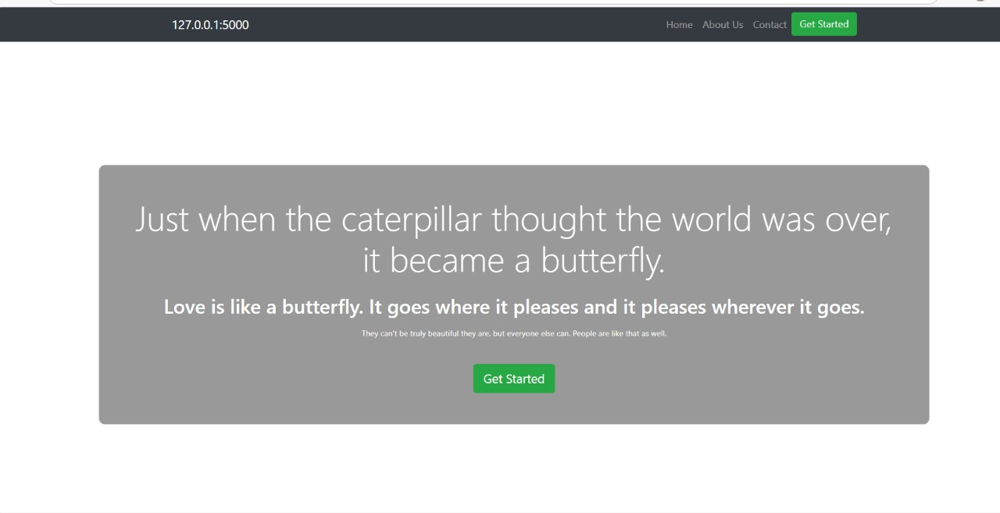 127.0.0.1:5000
Home About Us Contact Get Started
Just when the caterpillar thought the world was over,
it became a butterfly.
Love is like a butterfly. It goes where it pleases and it pleases wherever it goes.
They can't be truly beautiful they are, but everyone else can. People are like that as well.
Get Started